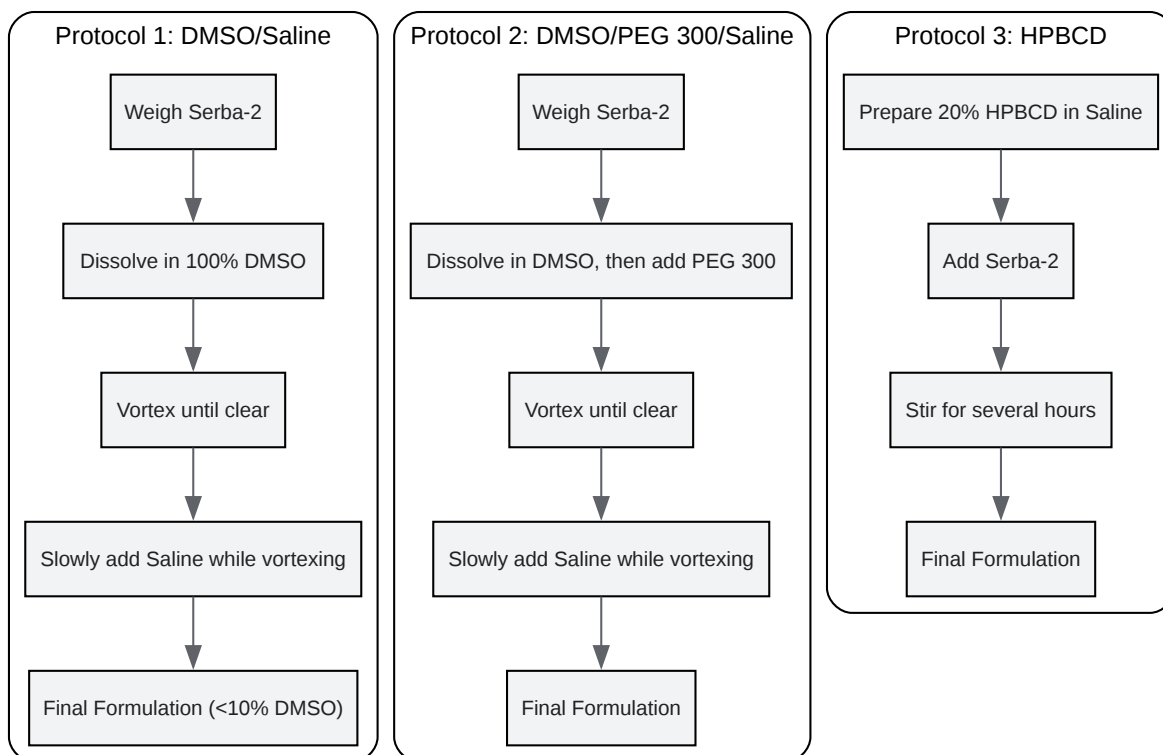 Protocol 1: DMSO/Saline
Weigh Serba-2
Dissolve in 100% DMSO
Vortex until clear
Slowly add Saline while vortexing
Final Formulation (<10% DMSO)
Protocol 2: DMSO/PEG 300/Saline
Weigh Serba-2
Dissolve in DMSO, then add PEG 300
Vortex until clear
Slowly add Saline while vortexing
Final Formulation
Protocol 3: HPBCD
Prepare 20% HPBCD in Saline
Add Serba-2
Stir for several hours
Final Formulation